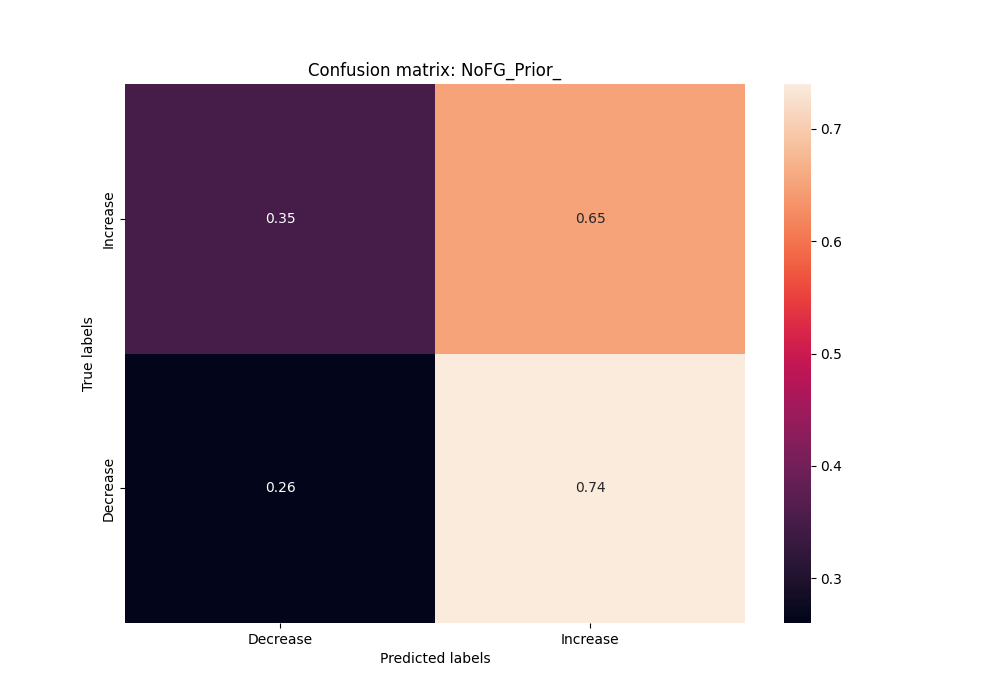 Confusion matrix: NoFG_Prior_
True labels
Increase
Decrease
0.35
0.65
0.26
0.74
Decrease
Increase
Predicted labels
0.7
0.6
0.5
0.4
0.3